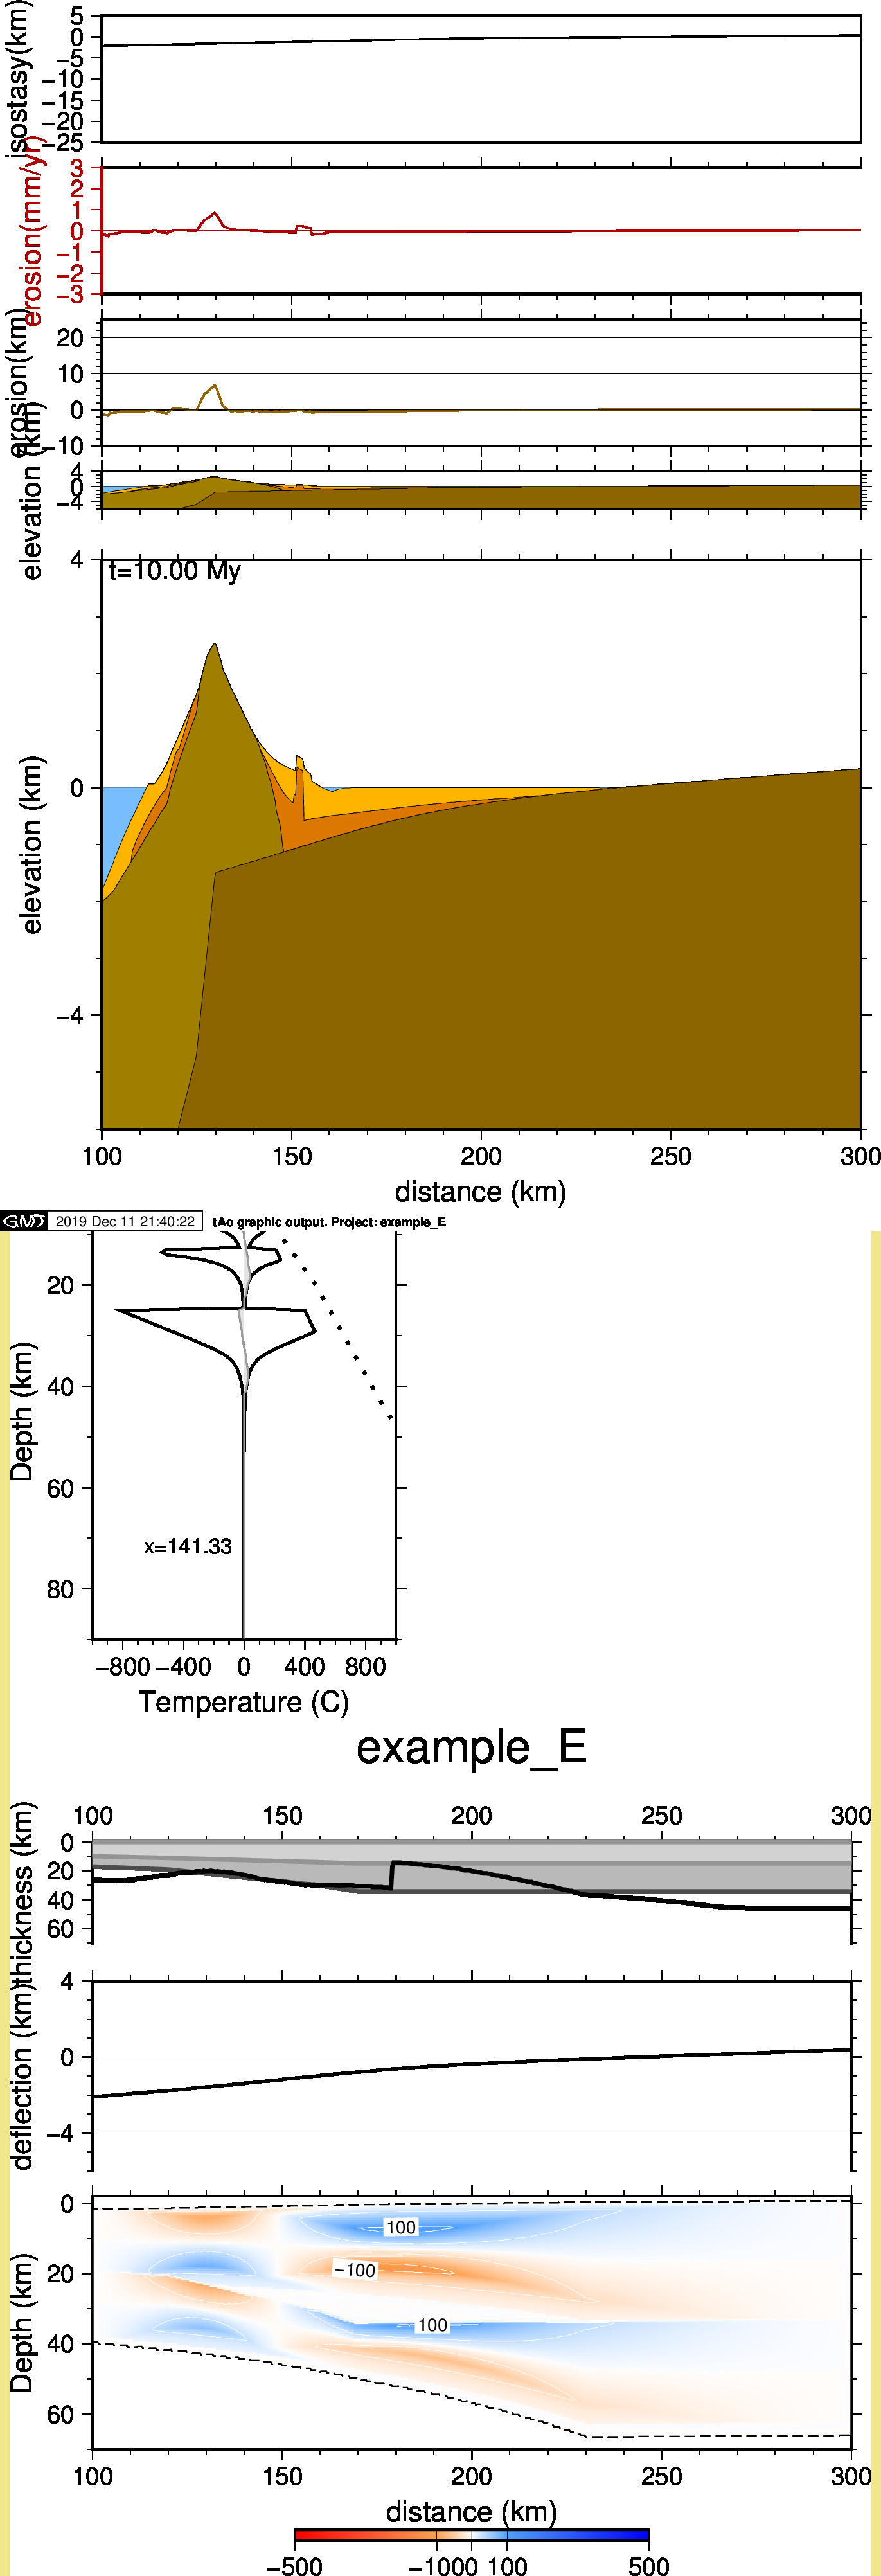 isostasy(km)
5
0
−5
−10
−15
−20
−25
erosion(mm/yr)
3
2
1
0
−1
−2
−3
erosion(km)
20
10
0
−10
elevation (km)
4
0
−4
t=10.00 My
elevation (km)
4
0
−4
100 150 200 250 300
distance (km)
GMT 2019 Dec 11 21:40:22 tAo graphic output. Project: example_E
Depth (km)
20
40
60
80
x=141.33
−800 −400 0 400 800
Temperature (C)
example_E
100 150 200 250 300
thickness (km)
0
20
40
60
deflection (km)
4
0
−4
Depth (km)
0
20
40
60
100
−100
100
100 150 200 250 300
distance (km)
−500 −100 0 100 500